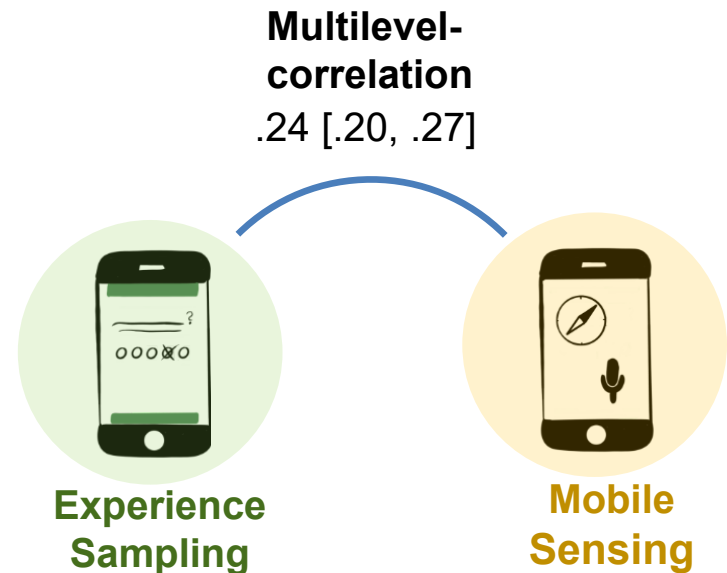 Multilevel-
correlation
.24 [.20, .27]
?
Experience
Sampling
Mobile
Sensing